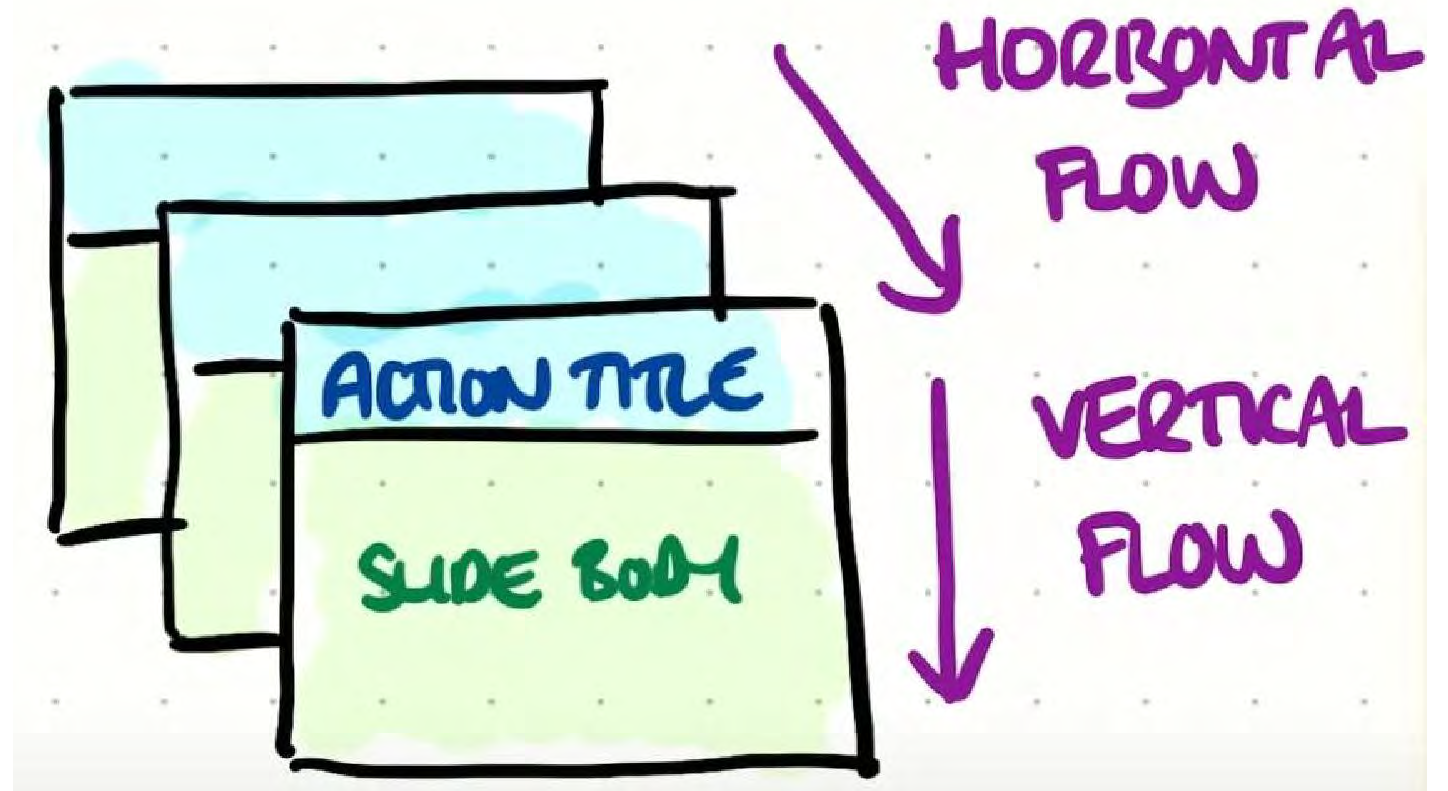 HORIZONTAL
FLOW
ACTION TITLE
VERTICAL
FLOW
SLIDE BODY